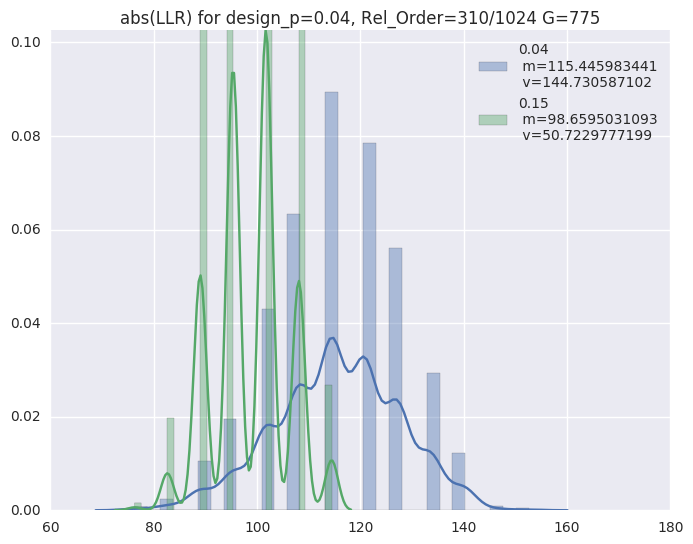 abs(LLR) for design_p=0.04, Rel_Order=310/1024 G=775
0.10
0.08
0.06
0.04
0.02
0.00
60 80 100 120 140 160 180
0.04
m=115.445983441
v=144.730587102
0.15
m=98.6595031093
v=50.7229777199